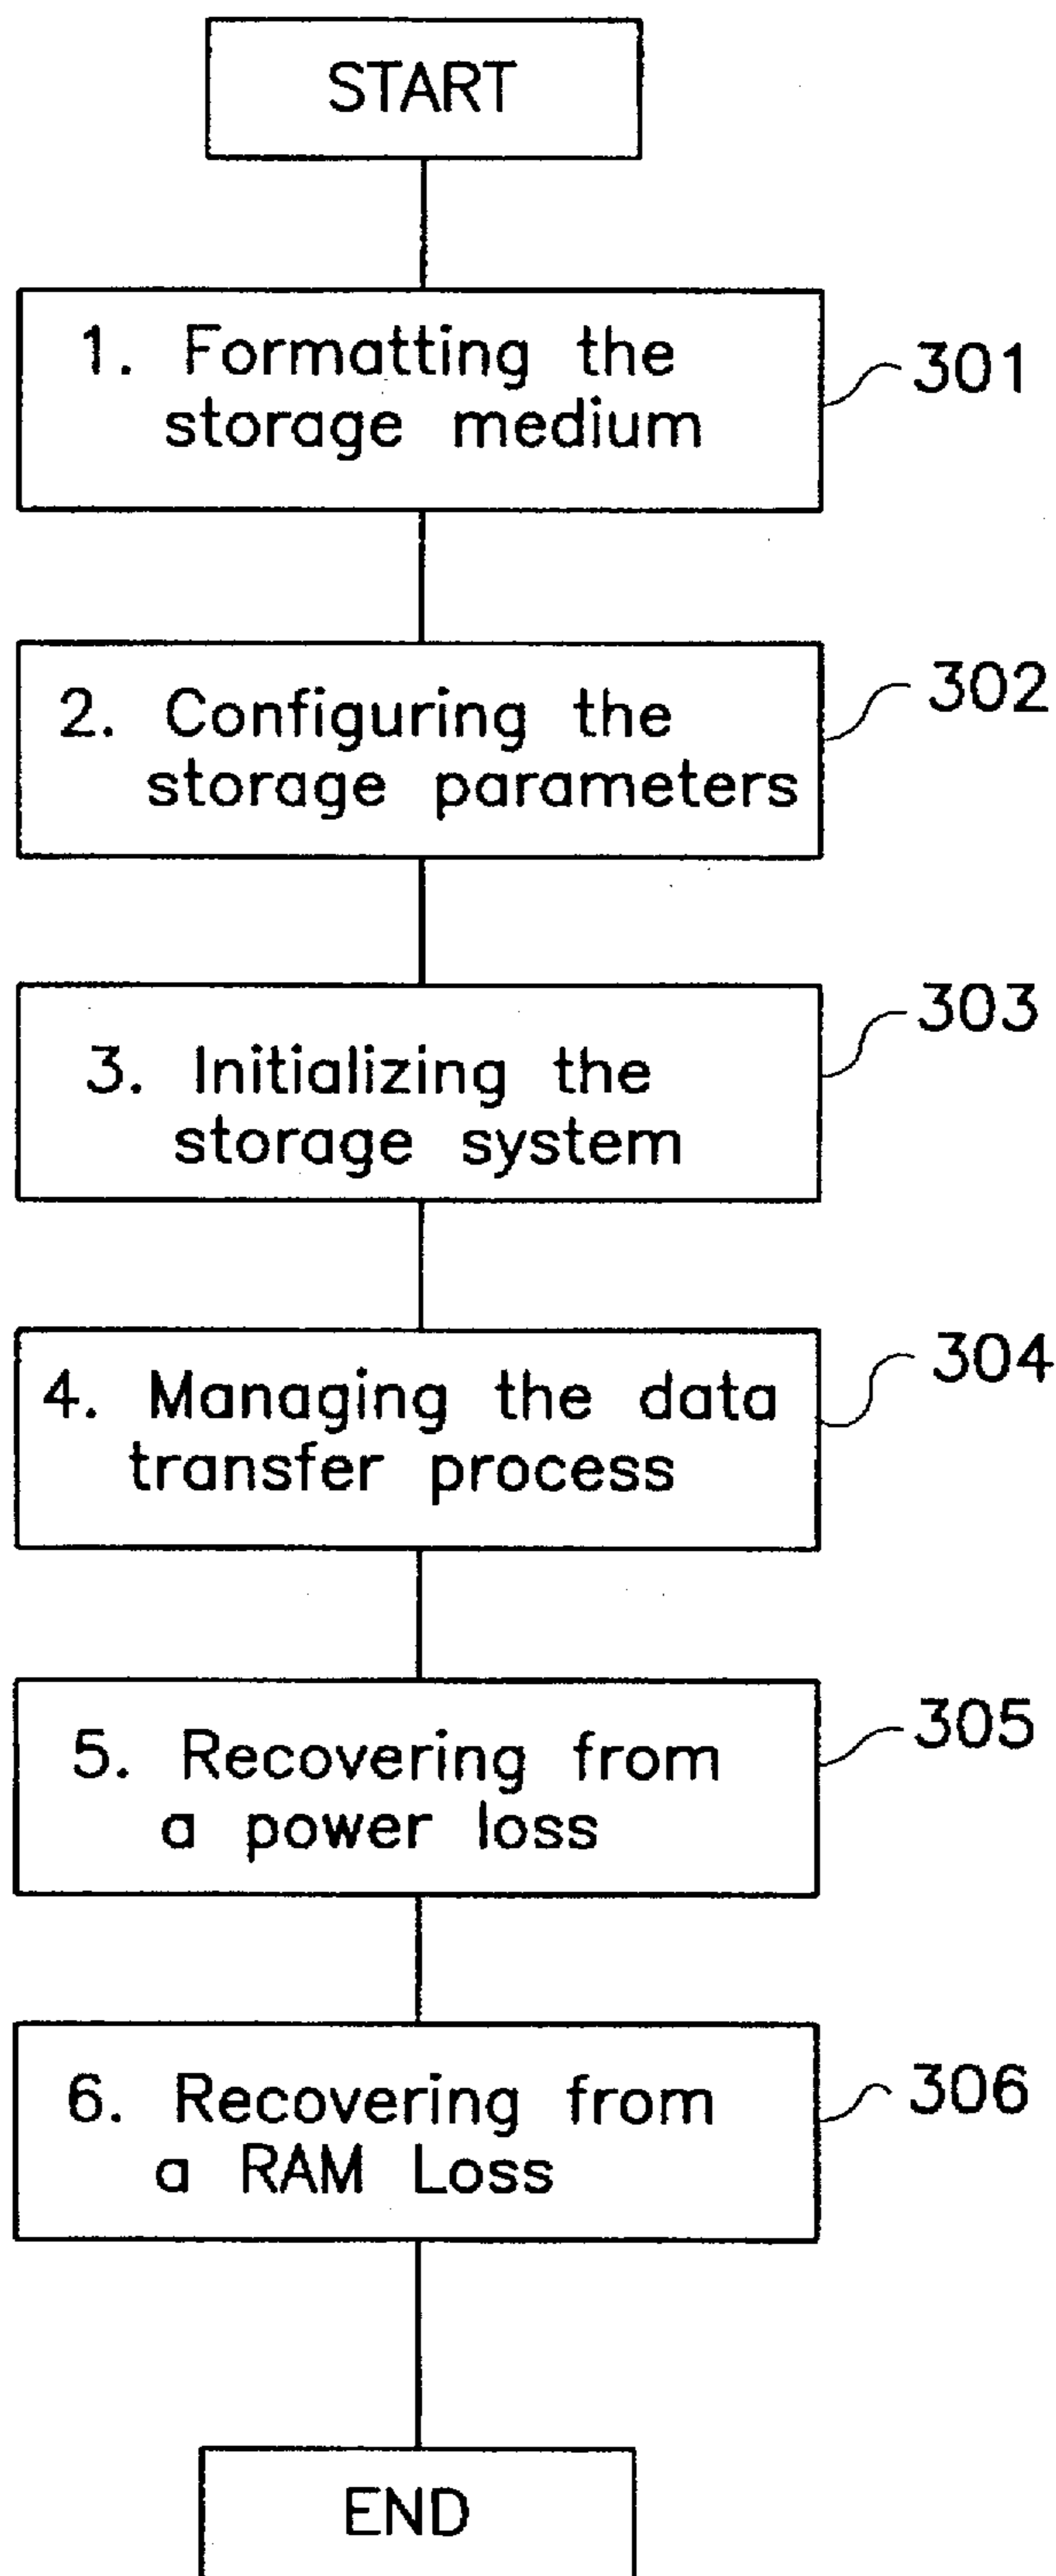 START
1. Formatting the
storage medium
301
2. Configuring the
storage parameters
302
3. Initializing the
storage system
303
4. Managing the data
transfer process
304
5. Recovering from
a power loss
305
6. Recovering from
a RAM Loss
306
END